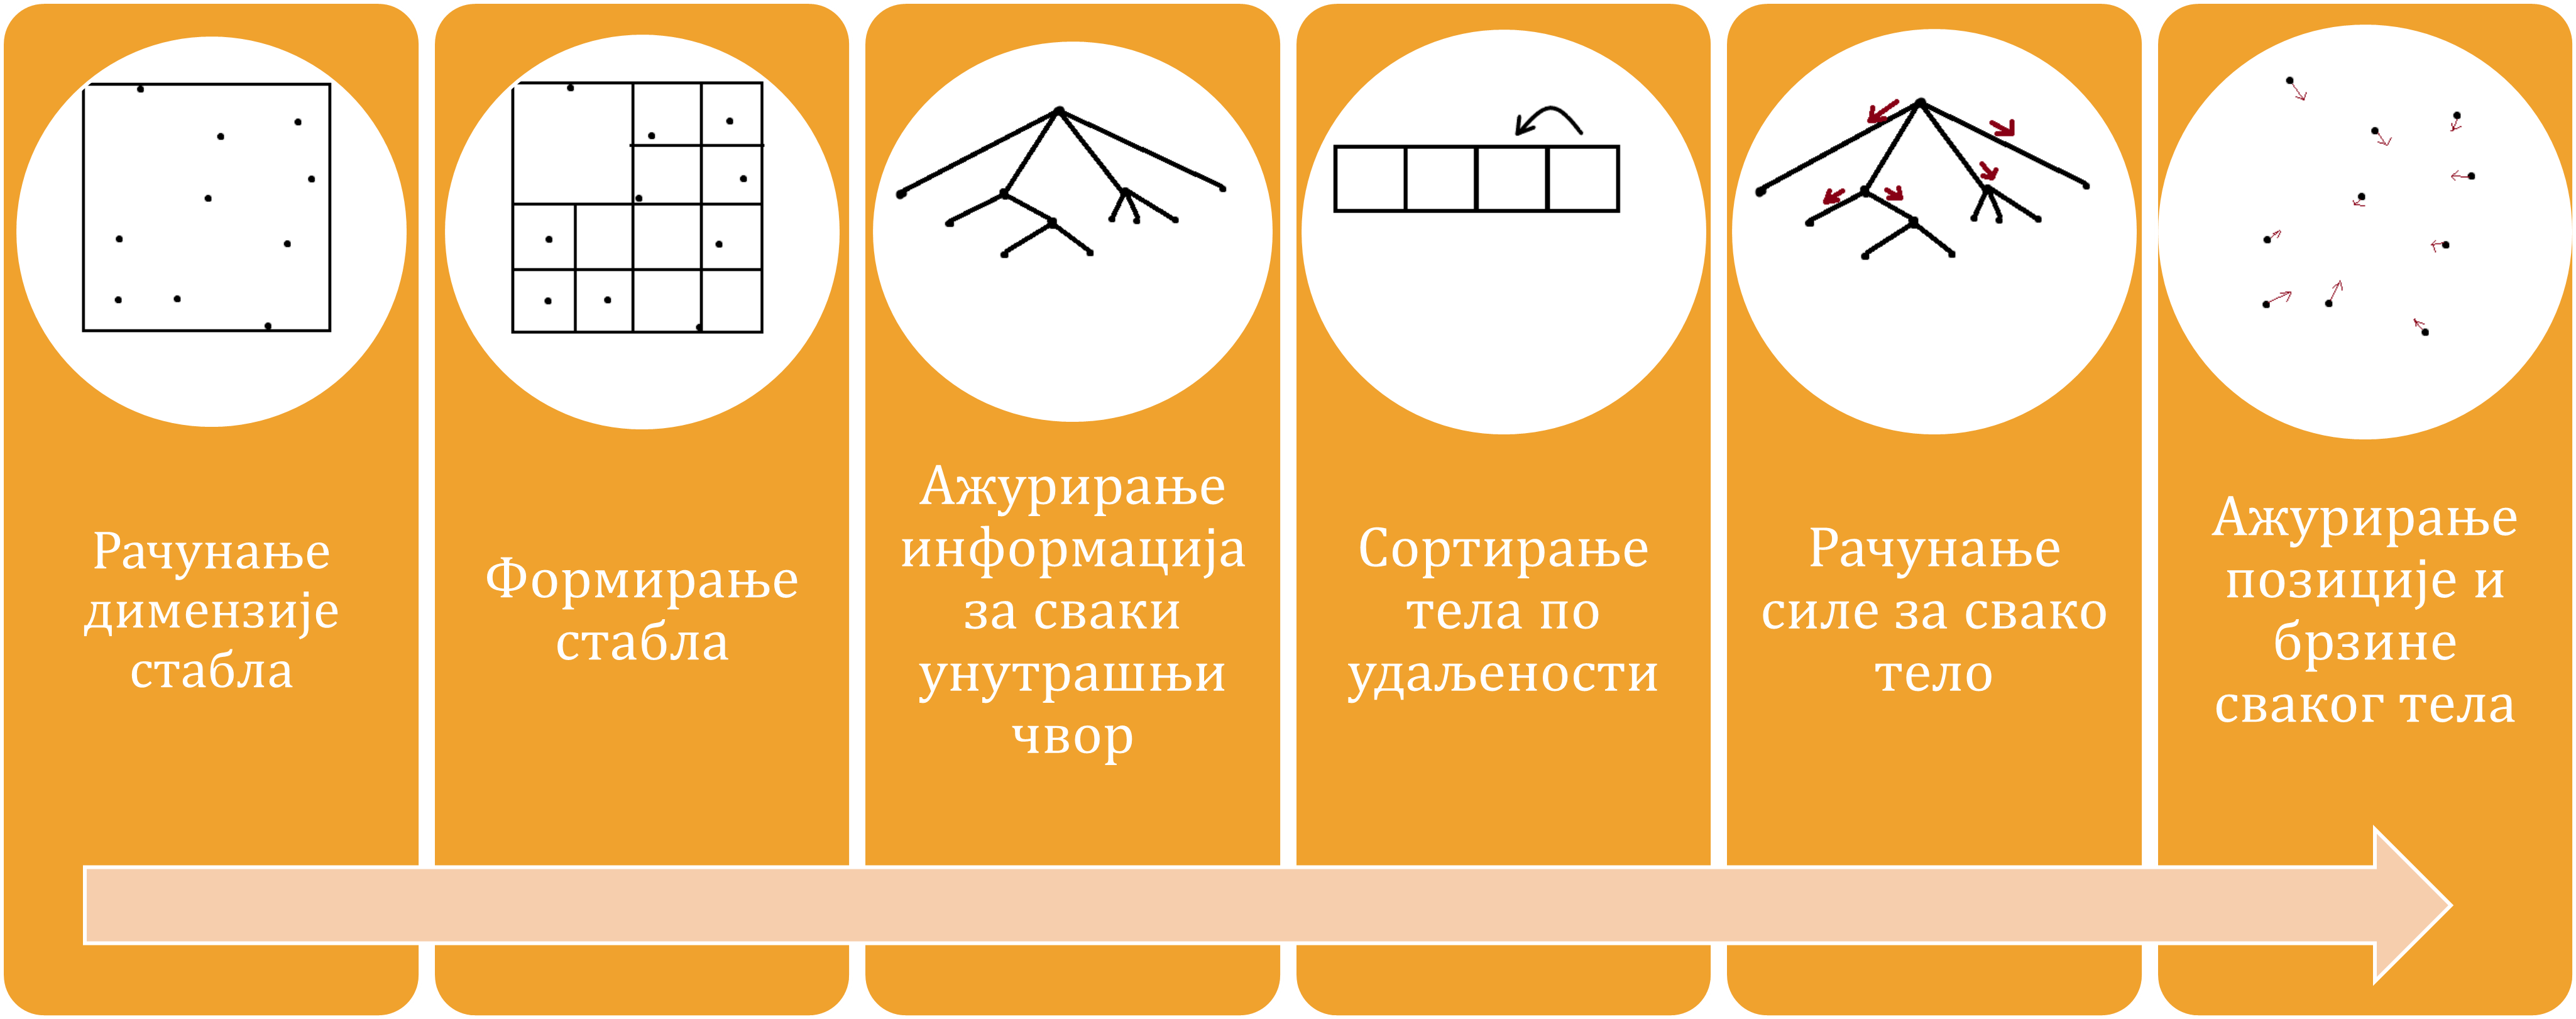 Рачунање
димензије
стабла
Формирање
стабла
Ажурирање
информација
за сваки
унутрашњи
чвор
Сортирање
тела по
удаљености
Рачунање
силе за свако
тело
Ажурирање
позиције и
брзине
сваког тела